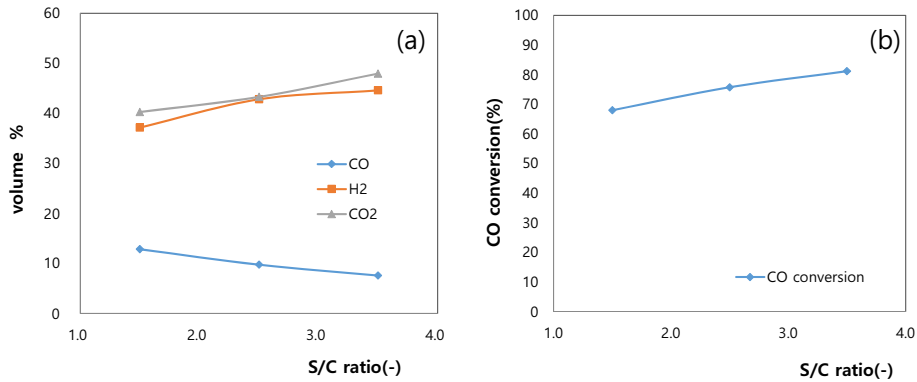 (a)
volume %
60
50
40
30
20
10
0
CO
H2
CO2
1.0 2.0 3.0 4.0
S/C ratio(-)
(b)
CO conversion(%)
100
90
80
70
60
50
40
30
20
10
0
CO conversion
1.0 2.0 3.0 4.0
S/C ratio(-)